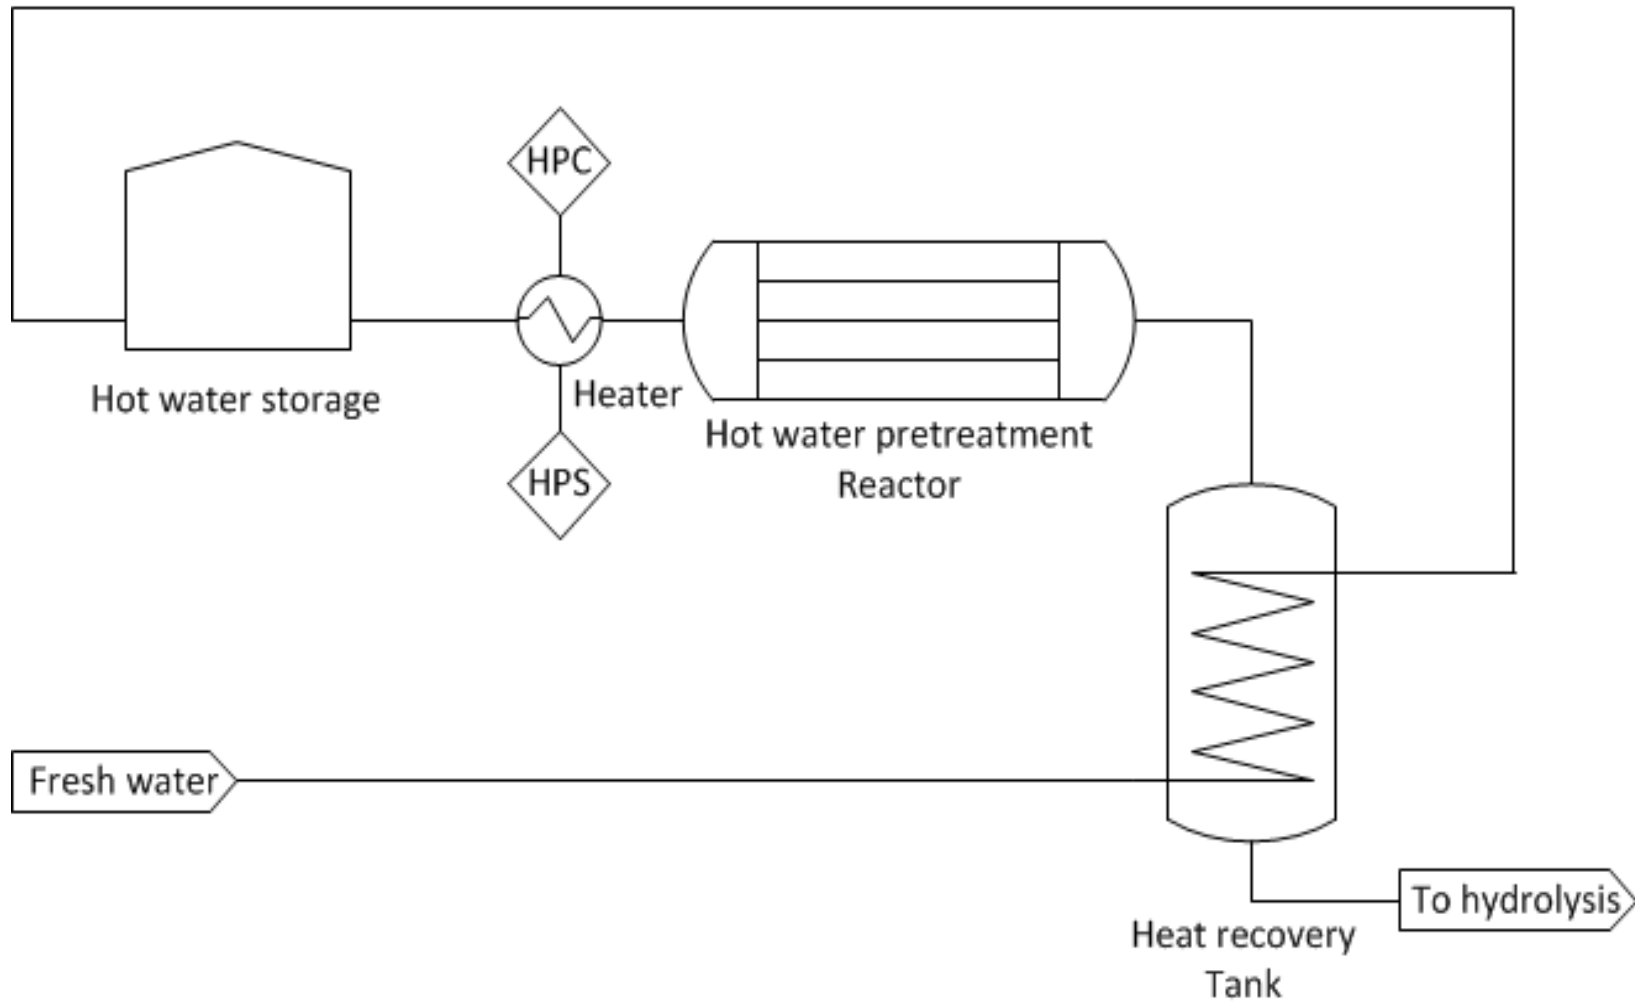 HPC
Hot water storage
Heater
HPS
Hot water pretreatment
Reactor
Fresh water
To hydrolysis
Heat recovery
Tank